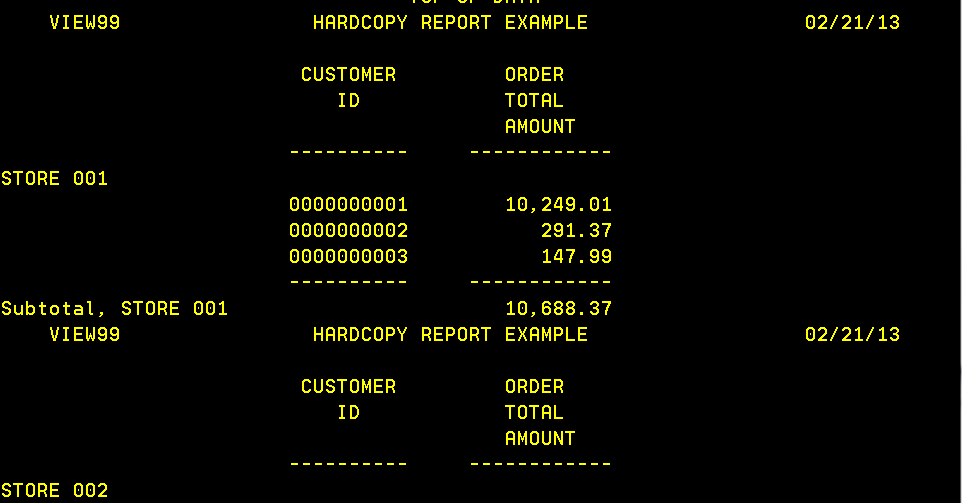 VIEW99 HARDCOPY REPORT EXAMPLE 02/21/13
CUSTOMER ORDER
ID TOTAL
AMOUNT
---------- ------------
STORE 001
0000000001 10,249.01
0000000002 291.37
0000000003 147.99
---------- ------------
Subtotal, STORE 001 10,688.37
VIEW99 HARDCOPY REPORT EXAMPLE 02/21/13
CUSTOMER ORDER
ID TOTAL
AMOUNT
---------- ------------
STORE 002